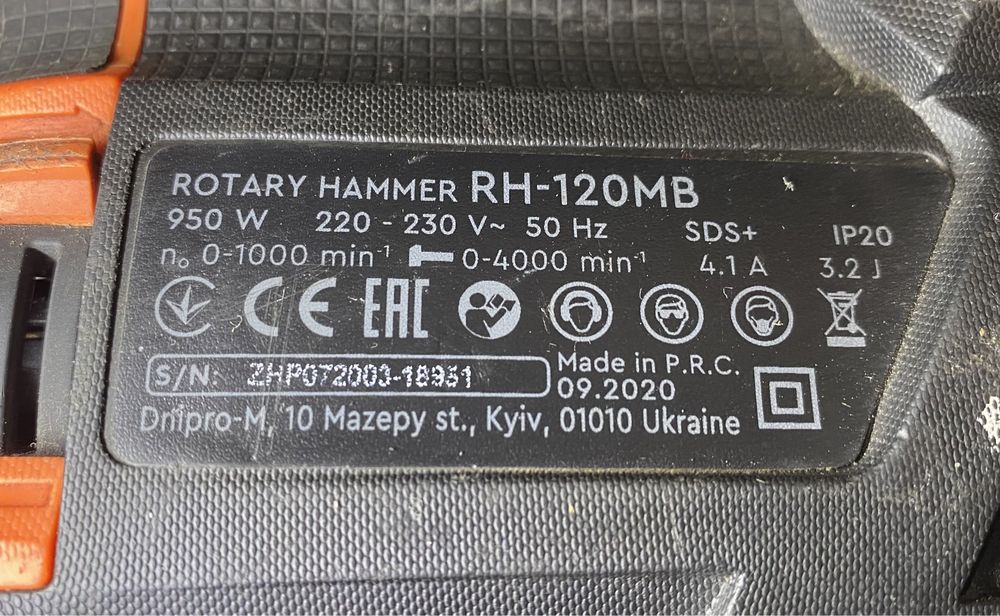 ROTARY HAMMER RH-120MB
950 W 220 - 230 V~ 50 Hz SDS+ IP20
n₀ 0-1000 min⁻¹ 0-4000 min⁻¹ 4.1 A 3.2 J
CE EAC
S/N: ZHP072003-18951
Made in P.R.C.
09.2020
Dnipro-M, 10 Mazepy st., Kyiv, 01010 Ukraine